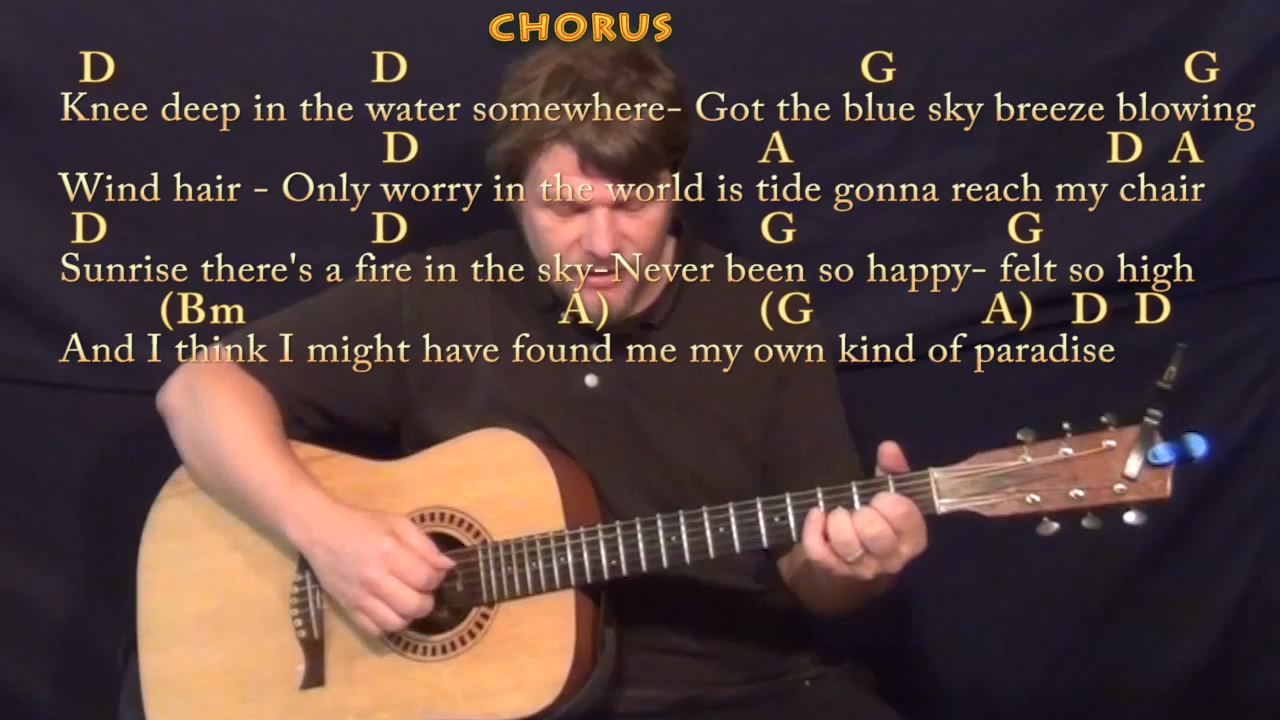 CHORUS
D D G G
Knee deep in the water somewhere- Got the blue sky breeze blowing
D A D A
Wind hair - Only worry in the world is tide gonna reach my chair
D D G G
Sunrise there's a fire in the sky-Never been so happy- felt so high
(Bm A) (G A) D D
And I think I might have found me my own kind of paradise